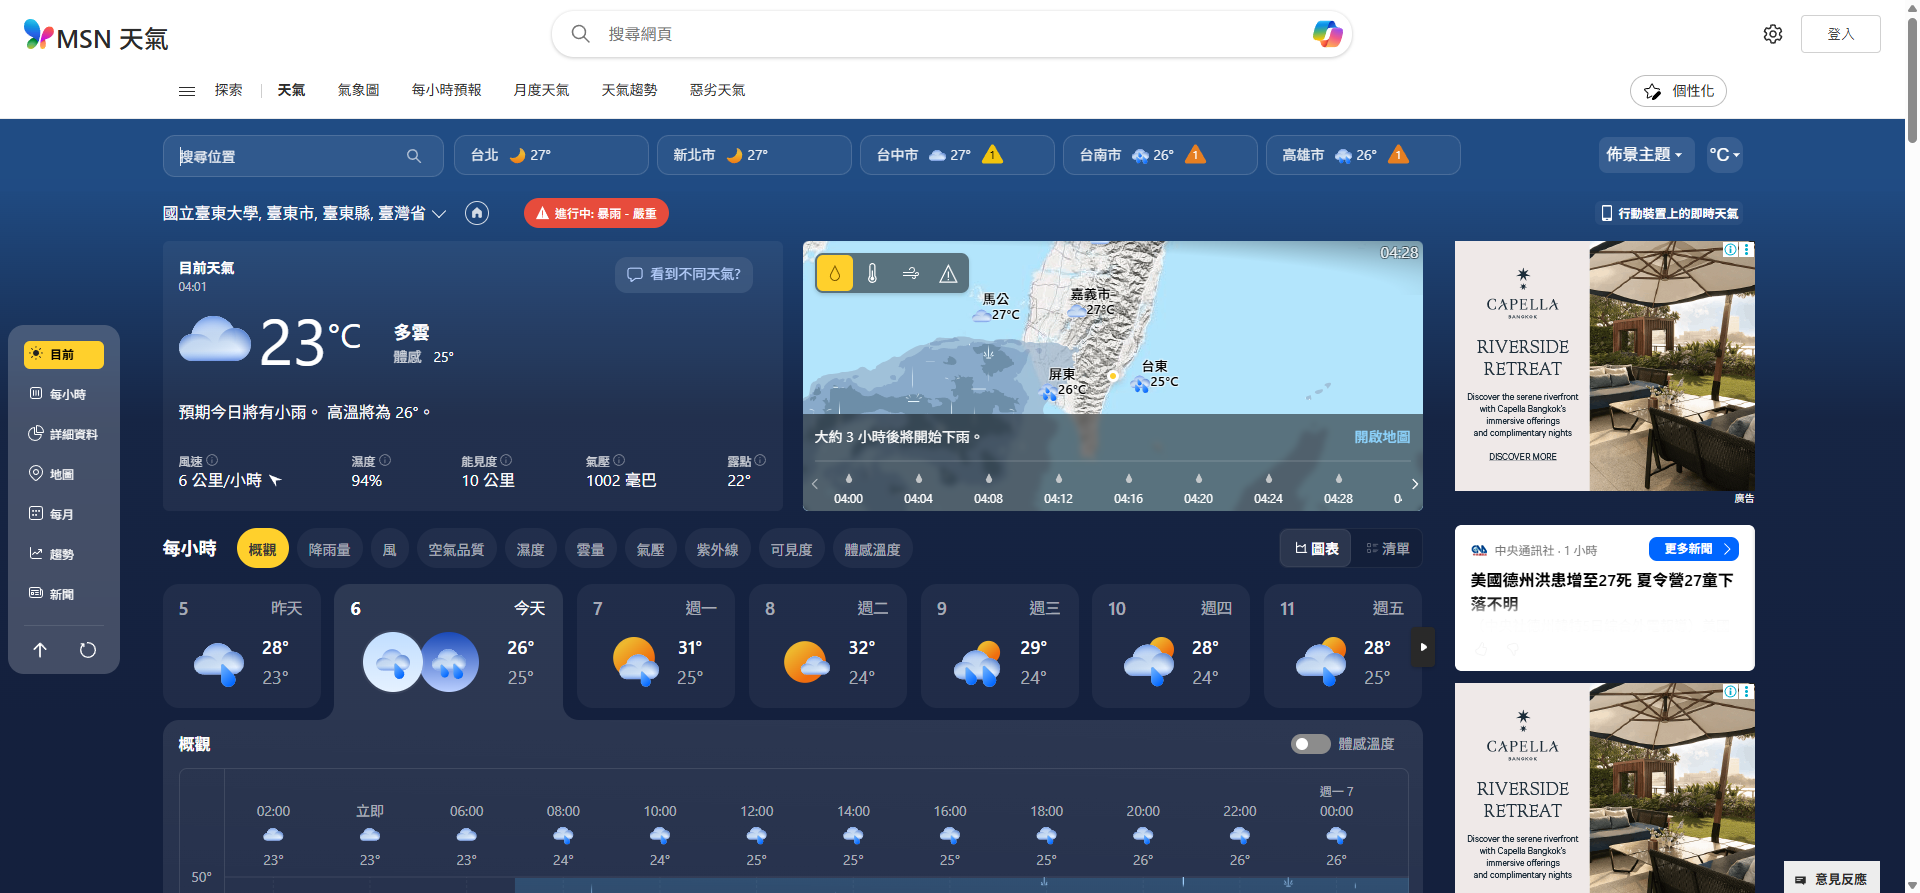 MSN 天氣
搜尋網頁
登入
探索
天氣
氣象圖
每小時預報
月度天氣
天氣趨勢
惡劣天氣
個性化
搜尋位置
台北 27°
新北市 27°
台中市 27° 1
台南市 26° 1
高雄市 26° 1
佈景主題
°C
國立臺東大學, 臺東市, 臺東縣, 臺灣省
進行中: 暴雨 - 嚴重
行動裝置上的即時天氣
目前天氣
04:01
看到不同天氣?
23°C
多雲
體感 25°
預期今日將有小雨。 高溫將為 26°。
風速
6 公里/小時
濕度
94%
能見度
10 公里
氣壓
1002 毫巴
露點
22°
04:28
馬公
27°C
嘉義市
27°C
屏東
26°C
台東
25°C
大約 3 小時後將開始下雨。
開啟地圖
04:00 04:04 04:08 04:12 04:16 04:20 04:24 04:28
CAPELLA
BANGKOK
RIVERSIDE
RETREAT
Discover the serene riverfront
with Capella Bangkok's
immersive offerings
and complimentary nights
DISCOVER MORE
廣告
目前
每小時
詳細資料
地圖
每月
趨勢
新聞
每小時
概觀
降雨量
風
空氣品質
濕度
雲量
氣壓
紫外線
可見度
體感溫度
圖表
清單
5 昨天
28°
23°
6 今天
26°
25°
7 週一
31°
25°
8 週二
32°
24°
9 週三
29°
24°
10 週四
28°
24°
11 週五
28°
25°
中央通訊社 · 1 小時
更多新聞
美國德州洪患增至27死 夏令營27童下
落不明
概觀
體感溫度
週一 7
02:00 立即 06:00 08:00 10:00 12:00 14:00 16:00 18:00 20:00 22:00 00:00
23° 23° 23° 24° 24° 25° 25° 25° 25° 26° 26° 26°
50°
CAPELLA
BANGKOK
RIVERSIDE
RETREAT
Discover the serene riverfront
with Capella Bangkok's
immersive offerings
and complimentary nights
意見反應